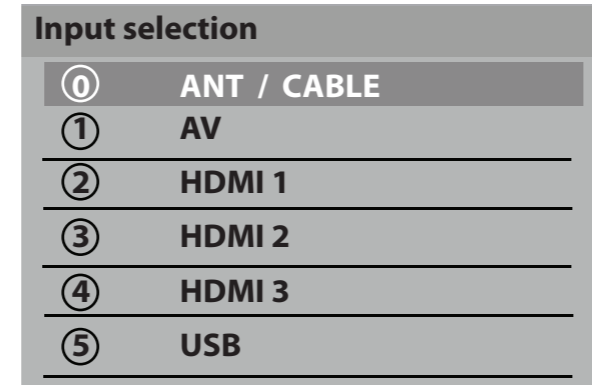 Input selection
0 ANT / CABLE
1 AV
2 HDMI 1
3 HDMI 2
4 HDMI 3
5 USB